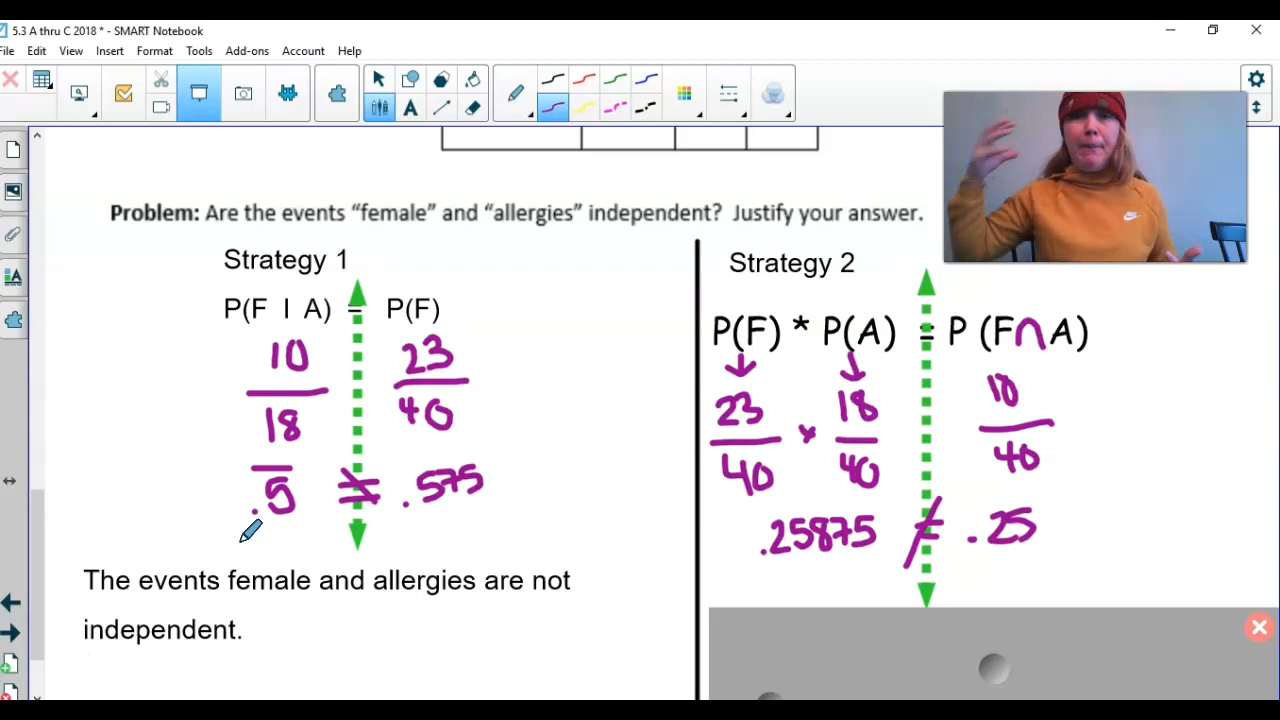 5.3 A thru C 2018 * - SMART Notebook
File Edit View Insert Format Tools Add-ons Account Help
Problem: Are the events “female” and “allergies” independent? Justify your answer.
Strategy 1
P(F | A) = P(F)
10 23
18 40
.5 ≠ .575
The events female and allergies are not
independent.
Strategy 2
P(F) * P(A) = P (F∩A)
23 × 18 10
40 40 40
.25875 ≠ .25